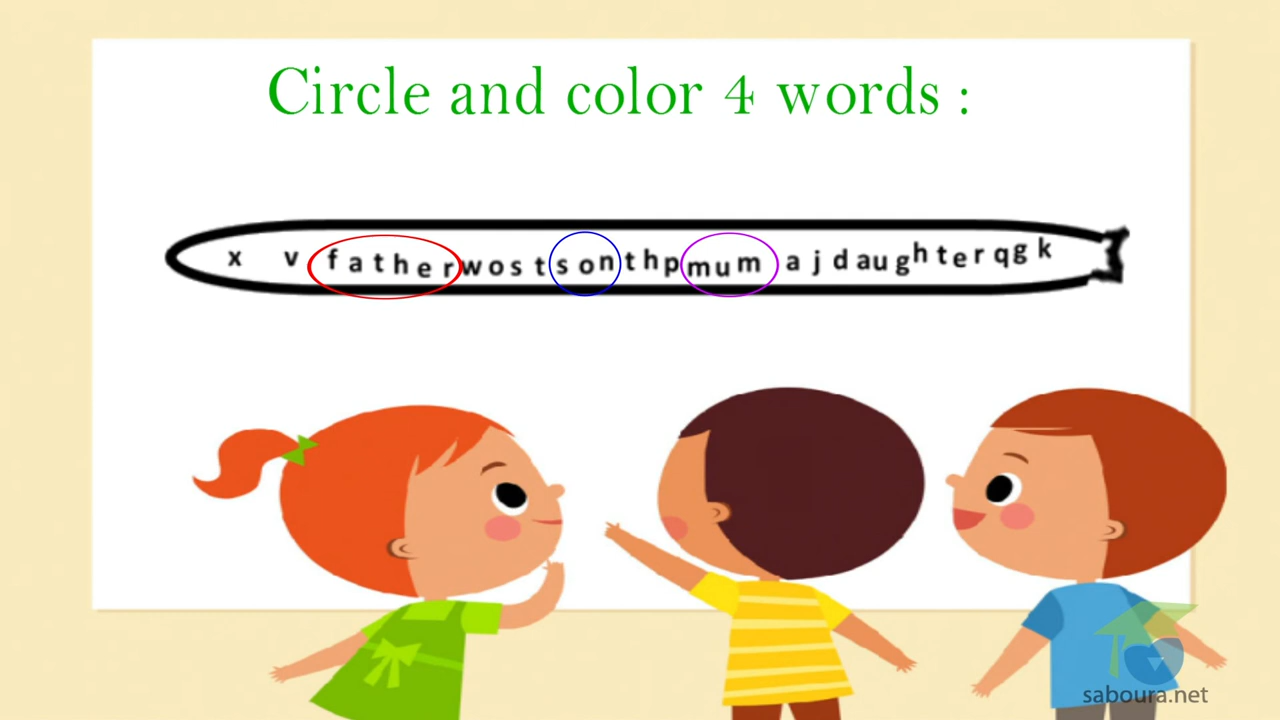 Circle and color 4 words :
x v f a t h e r w o s t s o n t h p m u m a j d a u g h t e r q g k
saboura.net